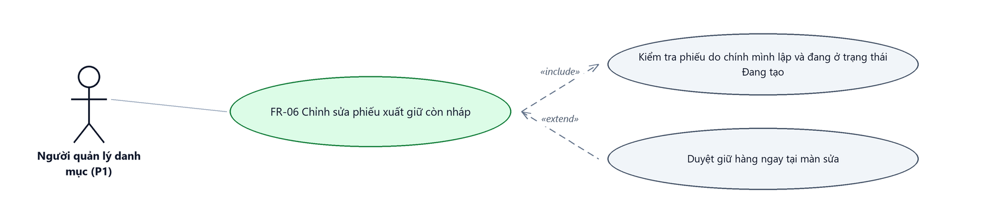 Người quản lý danh
mục (P1)
FR-06 Chỉnh sửa phiếu xuất giữ còn nháp
«include»
«extend»
Kiểm tra phiếu do chính mình lập và đang ở trạng thái
Đang tạo
Duyệt giữ hàng ngay tại màn sửa